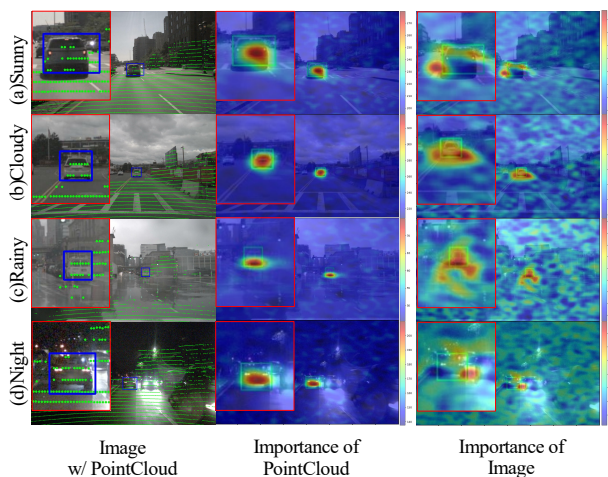 (a)Sunny
(b)Cloudy
(c)Rainy
(d)Night
Image
w/ PointCloud
Importance of
PointCloud
Importance of
Image